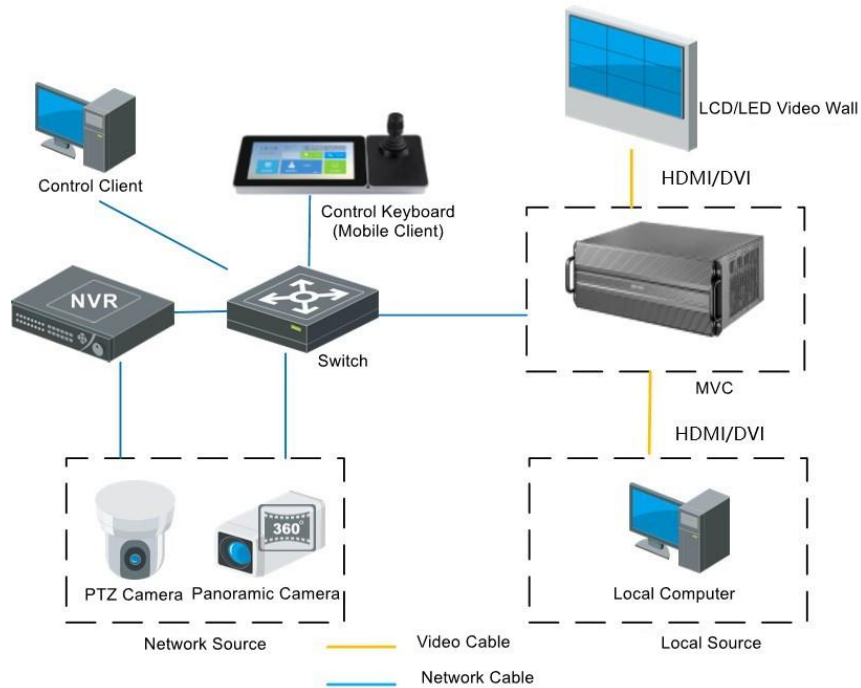 LCD/LED Video Wall
Control Client
HDMI/DVI
Control Keyboard
(Mobile Client)
NVR
Switch
MVC
HDMI/DVI
360°
PTZ Camera
Panoramic Camera
Local Computer
Network Source
Video Cable
Local Source
Network Cable